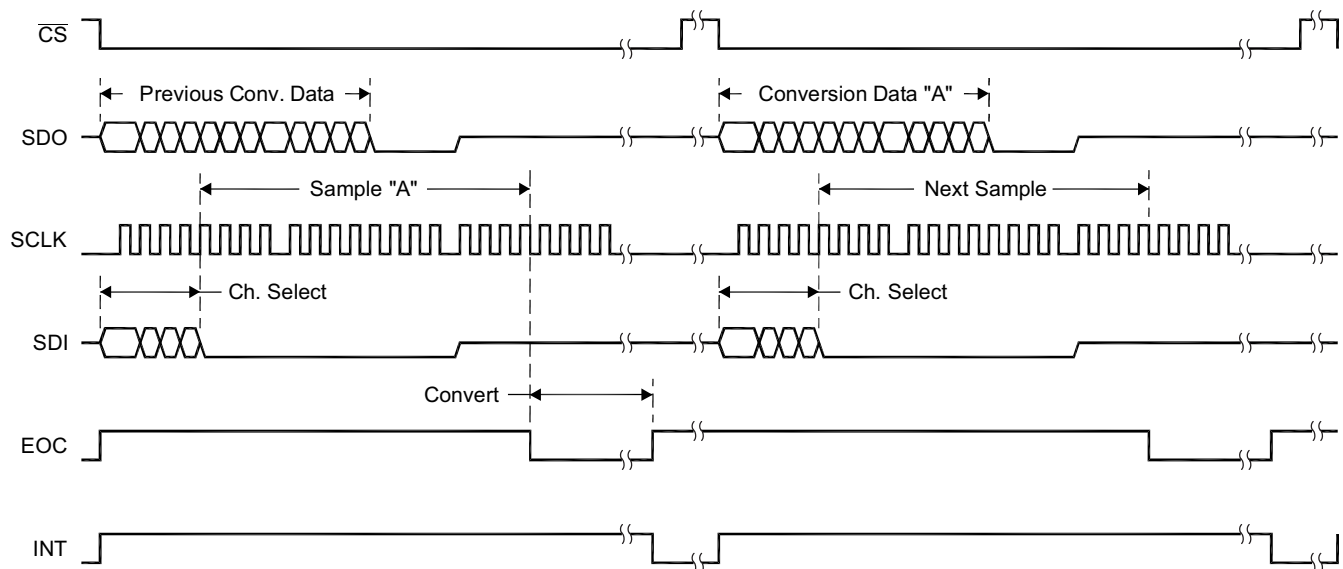 CS
Previous Conv. Data
Conversion Data "A"
SDO
Sample "A"
Next Sample
SCLK
Ch. Select
Ch. Select
SDI
Convert
EOC
INT